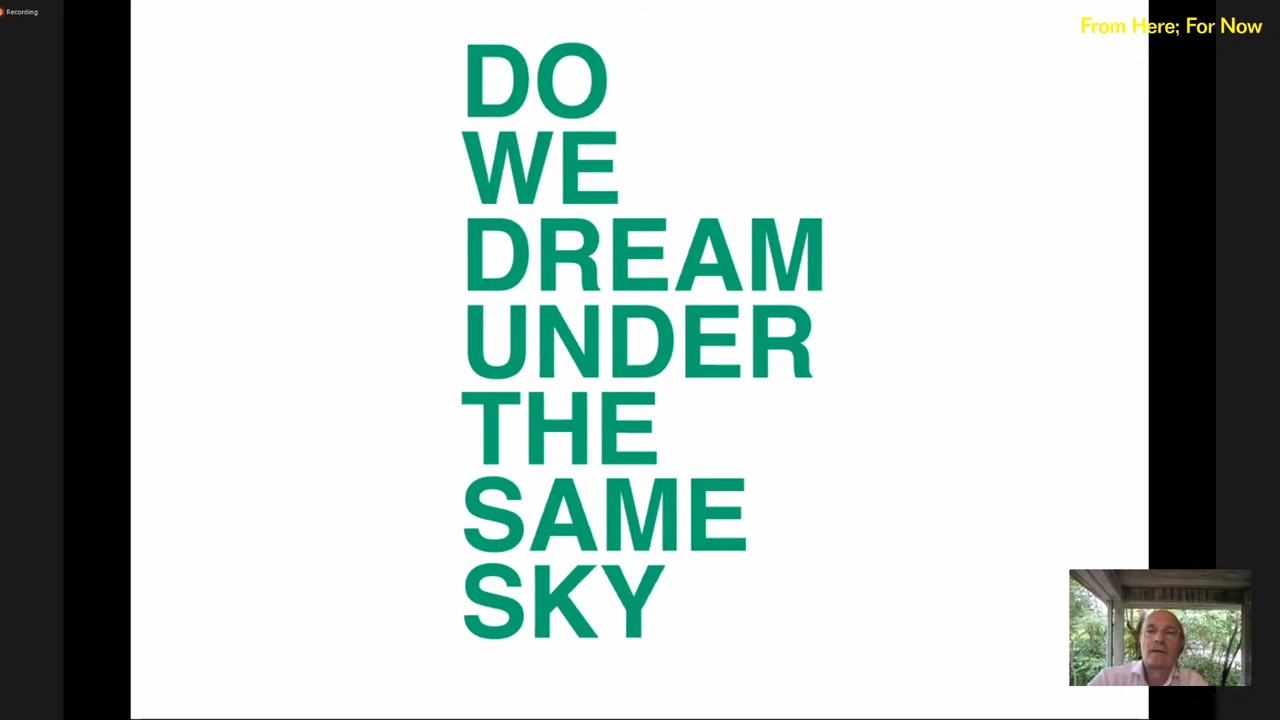 Recording
From Here; For Now
DO
WE
DREAM
UNDER
THE
SAME
SKY